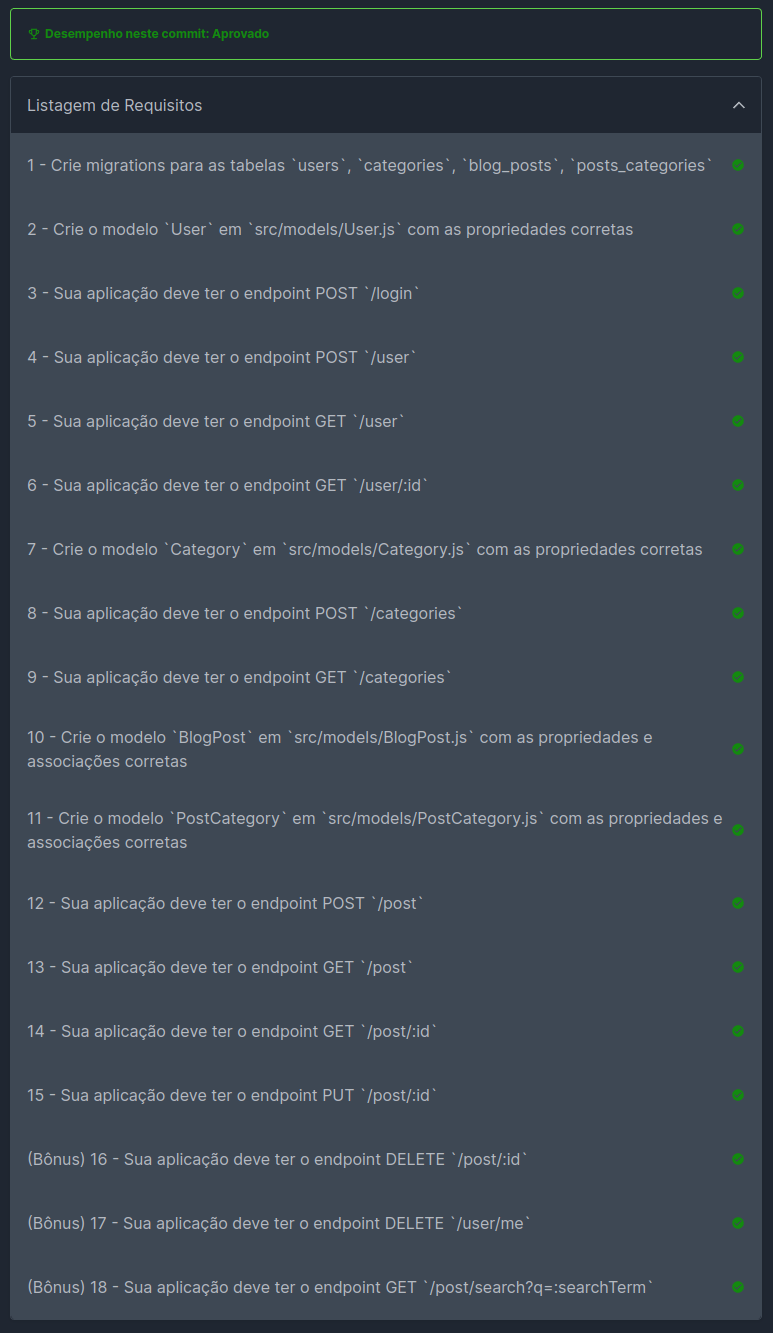 Desempenho neste commit: Aprovado
Listagem de Requisitos
1 - Crie migrations para as tabelas `users`, `categories`, `blog_posts`, `posts_categories`
2 - Crie o modelo `User` em `src/models/User.js` com as propriedades corretas
3 - Sua aplicação deve ter o endpoint POST `/login`
4 - Sua aplicação deve ter o endpoint POST `/user`
5 - Sua aplicação deve ter o endpoint GET `/user`
6 - Sua aplicação deve ter o endpoint GET `/user/:id`
7 - Crie o modelo `Category` em `src/models/Category.js` com as propriedades corretas
8 - Sua aplicação deve ter o endpoint POST `/categories`
9 - Sua aplicação deve ter o endpoint GET `/categories`
10 - Crie o modelo `BlogPost` em `src/models/BlogPost.js` com as propriedades e
associações corretas
11 - Crie o modelo `PostCategory` em `src/models/PostCategory.js` com as propriedades e
associações corretas
12 - Sua aplicação deve ter o endpoint POST `/post`
13 - Sua aplicação deve ter o endpoint GET `/post`
14 - Sua aplicação deve ter o endpoint GET `/post/:id`
15 - Sua aplicação deve ter o endpoint PUT `/post/:id`
(Bônus) 16 - Sua aplicação deve ter o endpoint DELETE `/post/:id`
(Bônus) 17 - Sua aplicação deve ter o endpoint DELETE `/user/me`
(Bônus) 18 - Sua aplicação deve ter o endpoint GET `/post/search?q=:searchTerm`